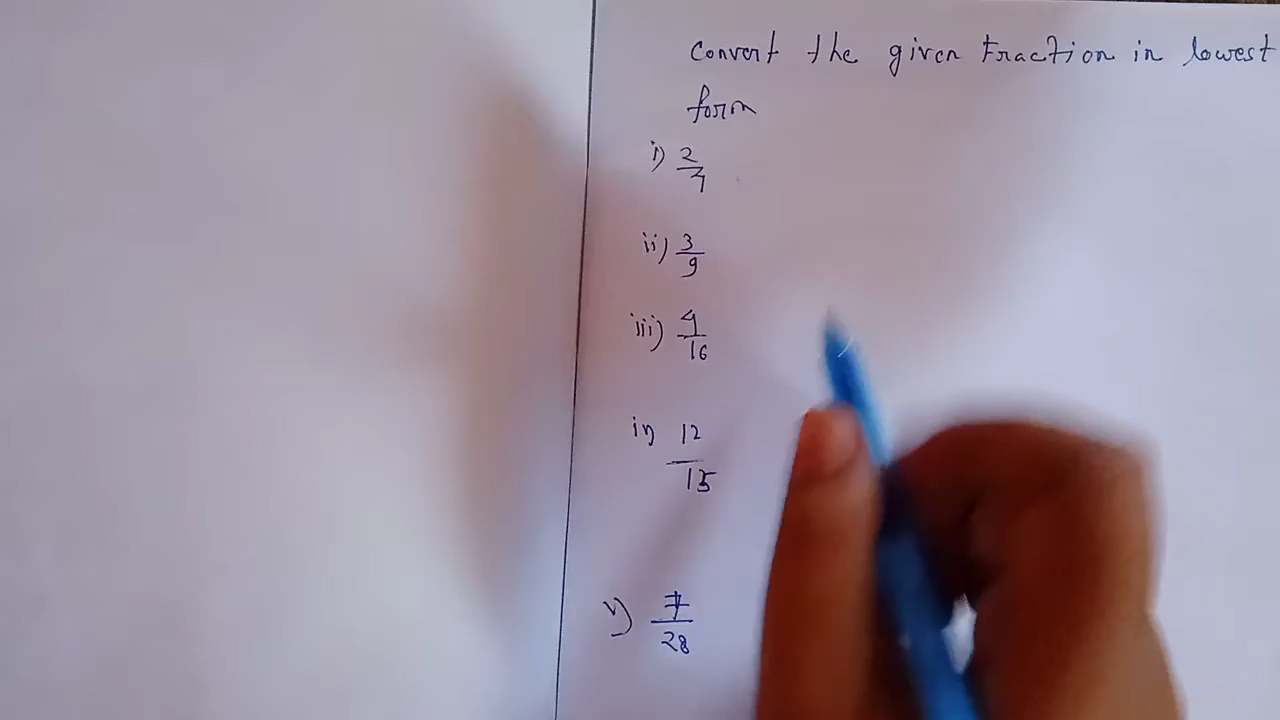 Convert the given fraction in lowest
form
i) 2/4
ii) 3/9
iii) 4/16
iv) 12/15
v) 7/28